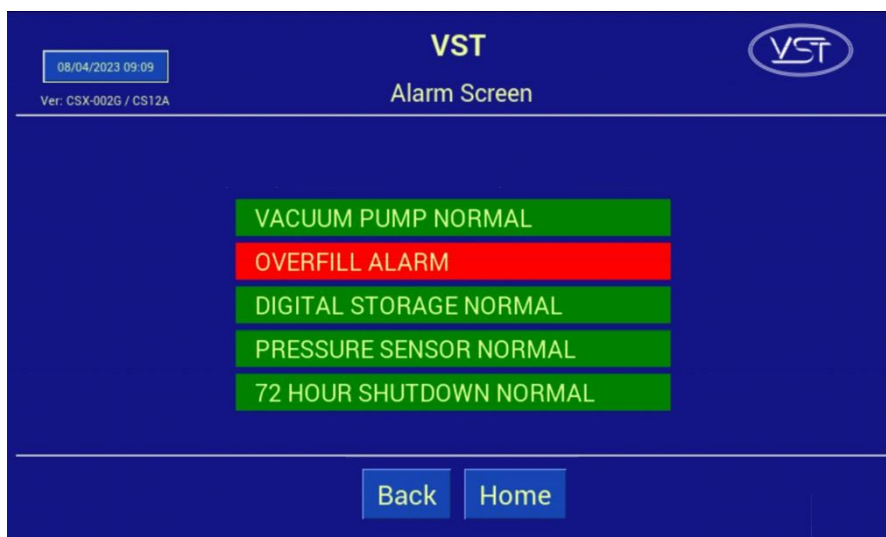 VST
08/04/2023 09:09
VST
Ver: CSX-002G / CS12A
Alarm Screen
VACUUM PUMP NORMAL
OVERFILL ALARM
DIGITAL STORAGE NORMAL
PRESSURE SENSOR NORMAL
72 HOUR SHUTDOWN NORMAL
Back
Home